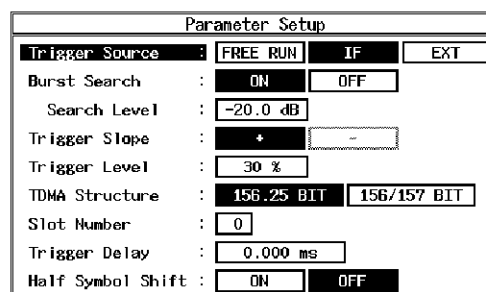 Parameter Setup
Trigger Source : FREE RUN IF EXT
Burst Search : ON OFF
Search Level : -20.0 dB
Trigger Slope : + -
Trigger Level : 30 %
TDMA Structure : 156.25 BIT 156/157 BIT
Slot Number : 0
Trigger Delay : 0.000 ms
Half Symbol Shift : ON OFF